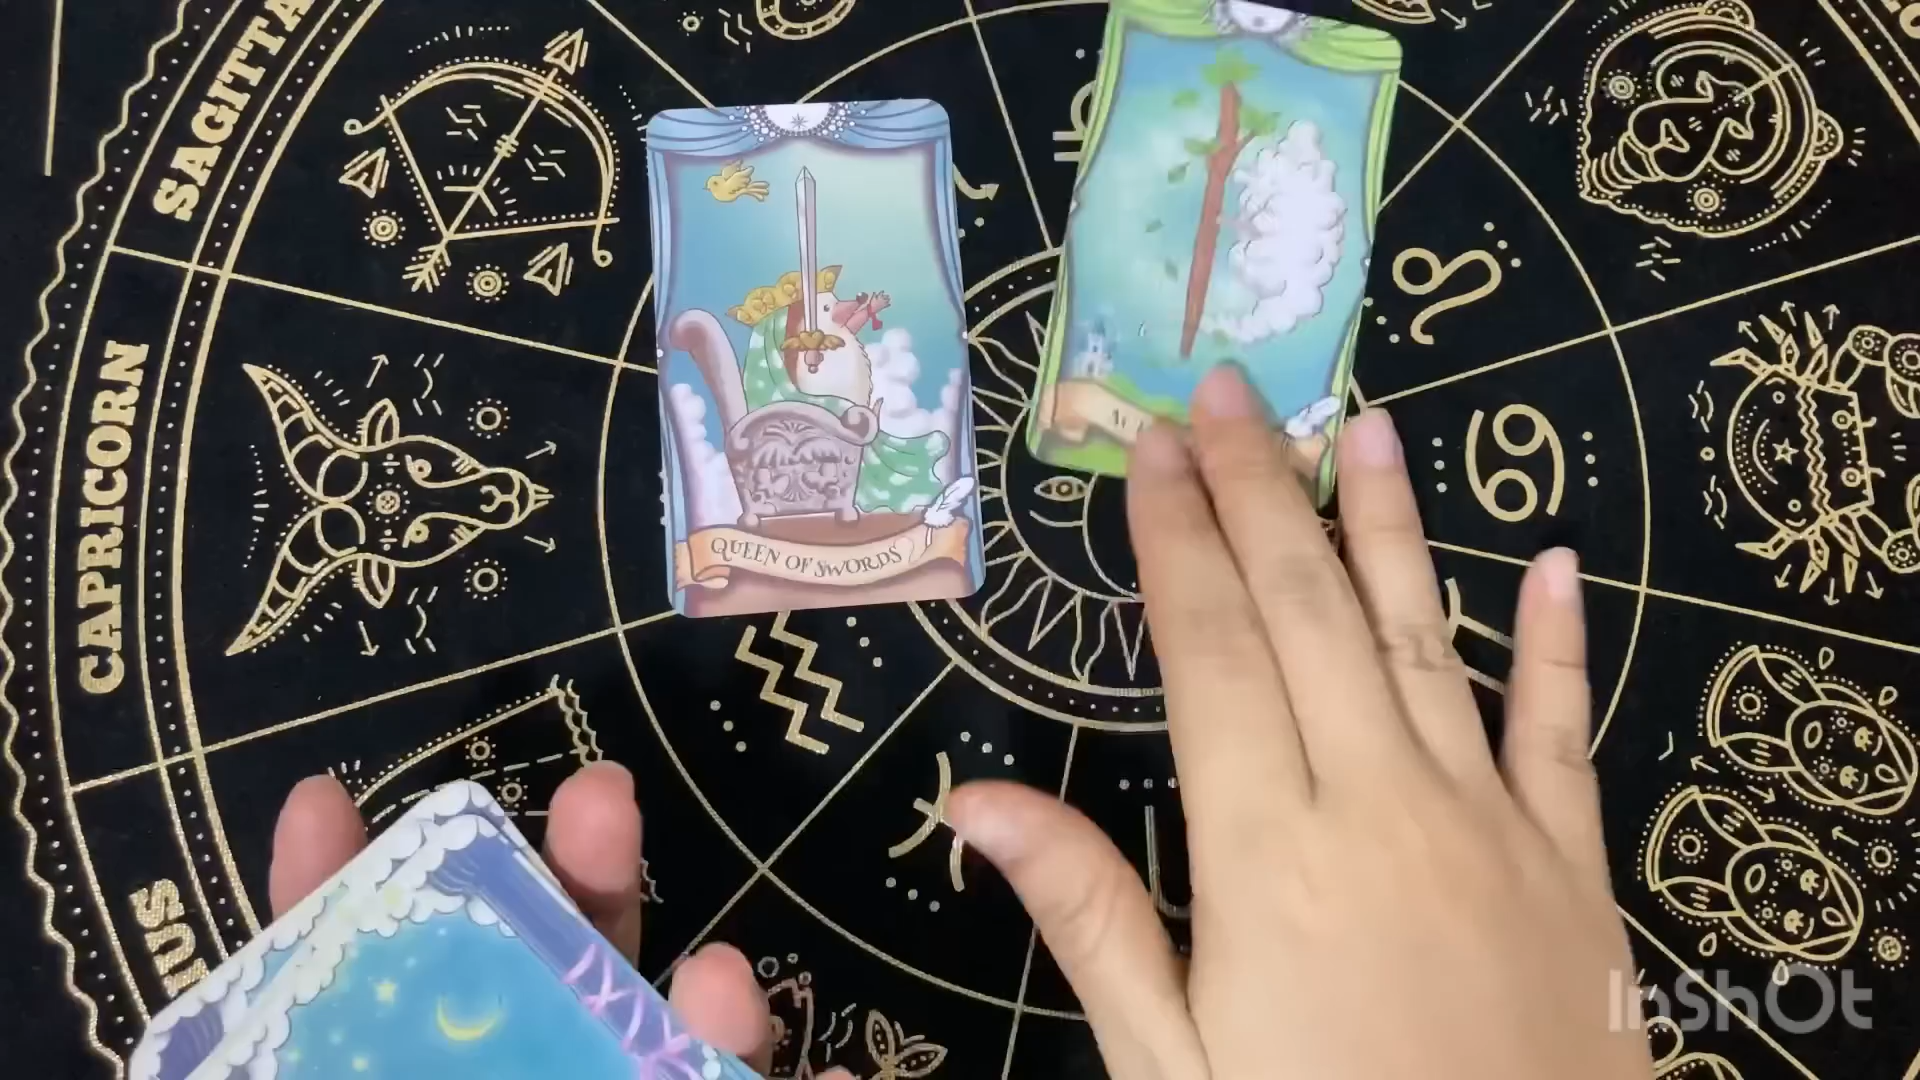 SAGITTA
CAPRICORN
IUS
QUEEN OF SWORDS
InShOt